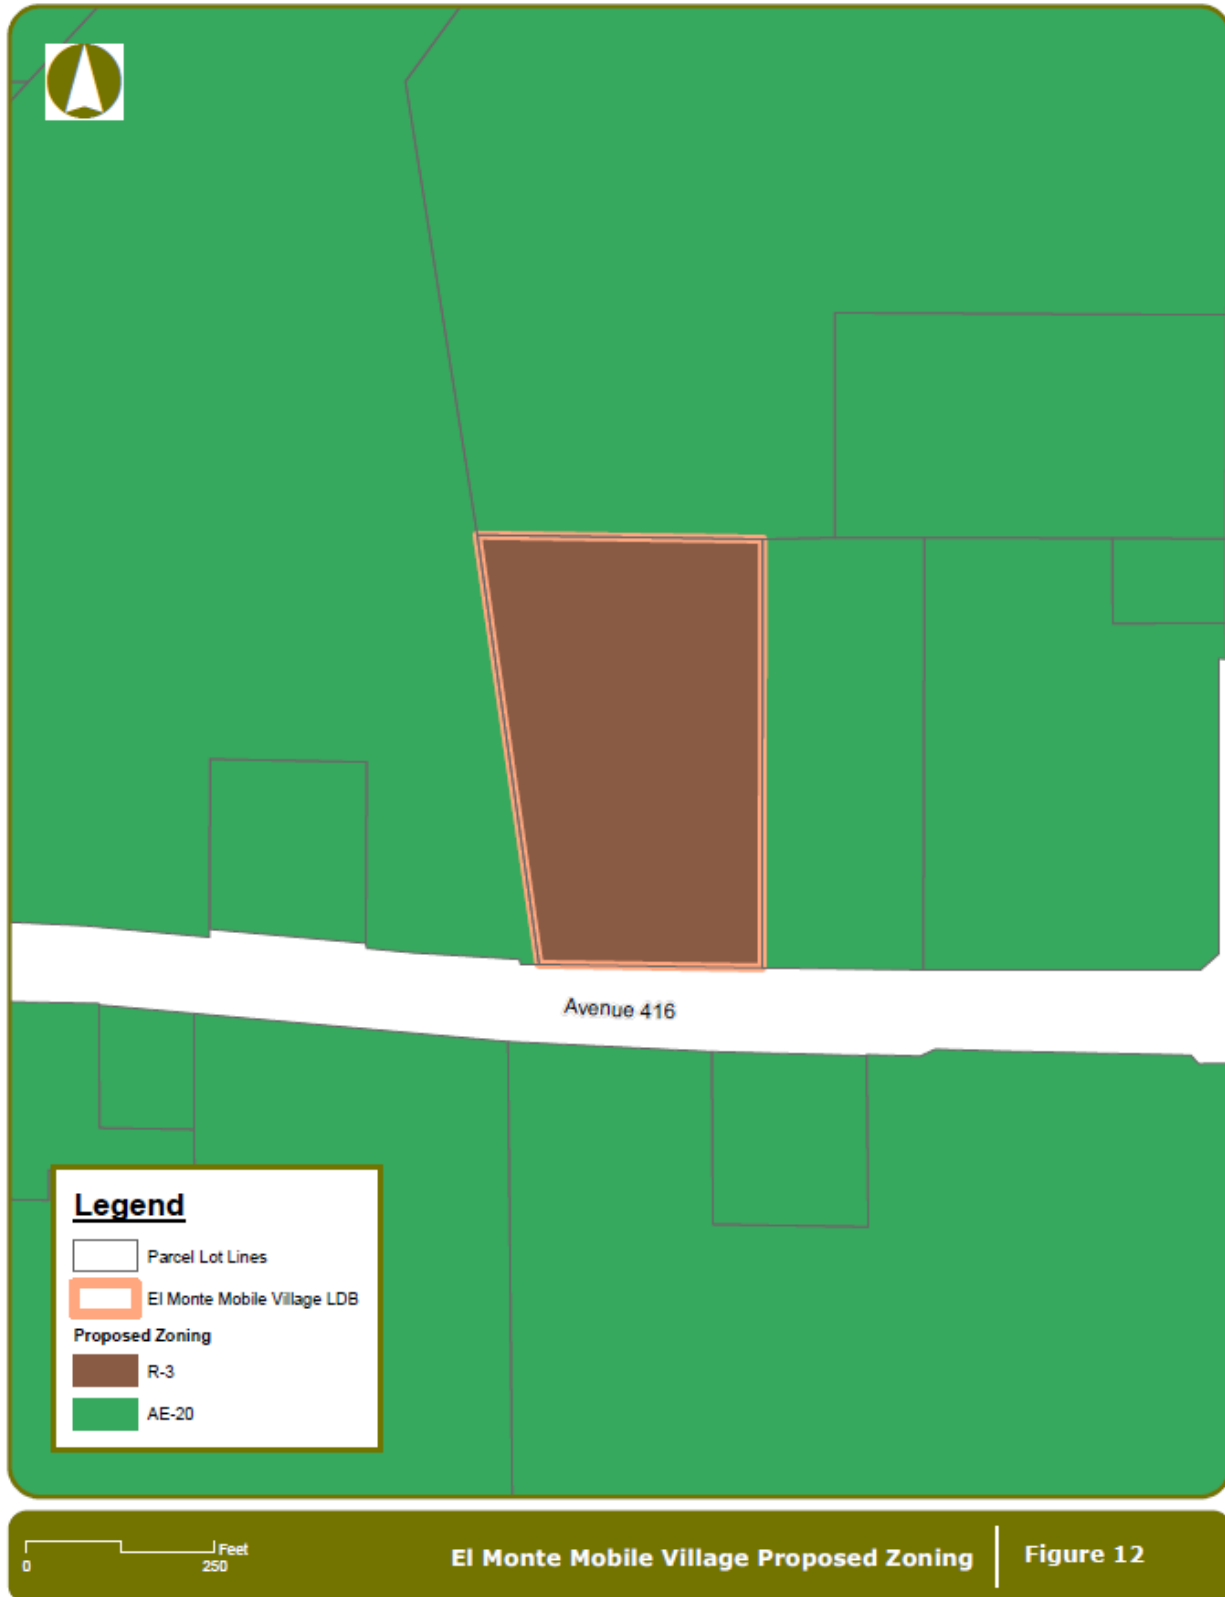 Avenue 416
Legend
Parcel Lot Lines
El Monte Mobile Village LDB
Proposed Zoning
R-3
AE-20
Feet
0 250
El Monte Mobile Village Proposed Zoning
Figure 12